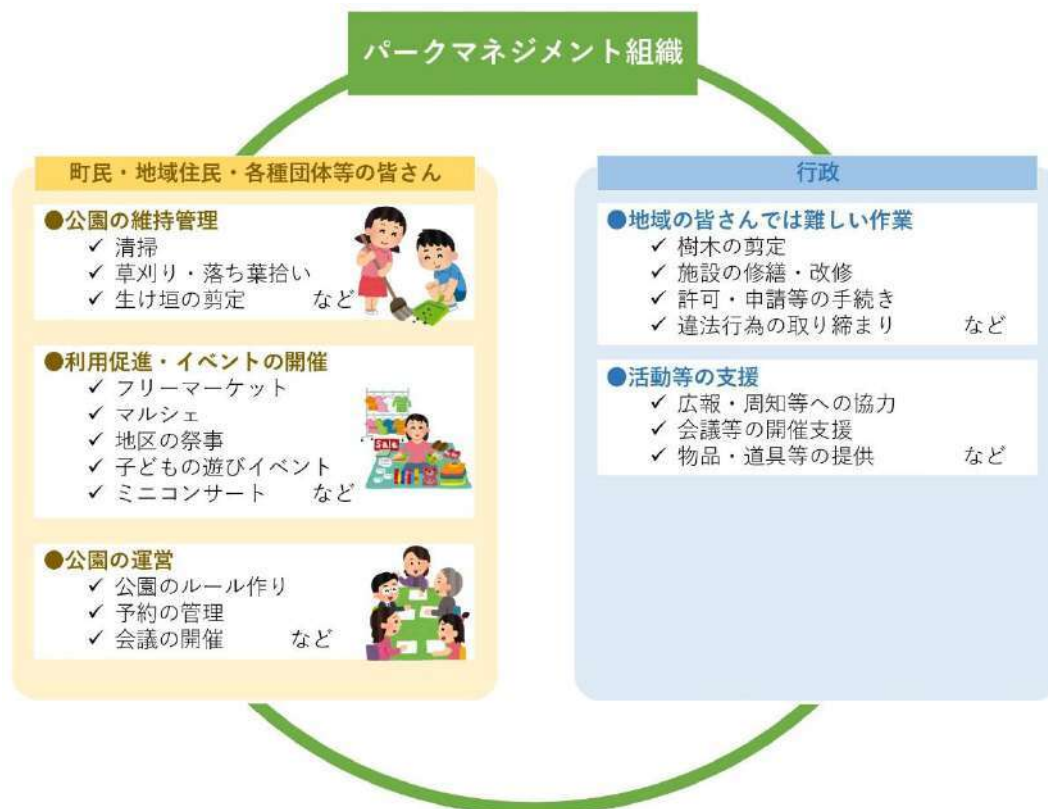 パークマネジメント組織
町民・地域住民・各種団体等の皆さん
●公園の維持管理
✓ 清掃
✓ 草刈り・落ち葉拾い
✓ 生け垣の剪定 など
●利用促進・イベントの開催
✓ フリーマーケット
✓ マルシェ
✓ 地区の祭事
✓ 子どもの遊びイベント
✓ ミニコンサート など
Sale
●公園の運営
✓ 公園のルール作り
✓ 予約の管理
✓ 会議の開催 など
行政
●地域の皆さんでは難しい作業
✓ 樹木の剪定
✓ 施設の修繕・改修
✓ 許可・申請等の手続き
✓ 違法行為の取り締まり など
●活動等の支援
✓ 広報・周知等への協力
✓ 会議等の開催支援
✓ 物品・道具等の提供 など